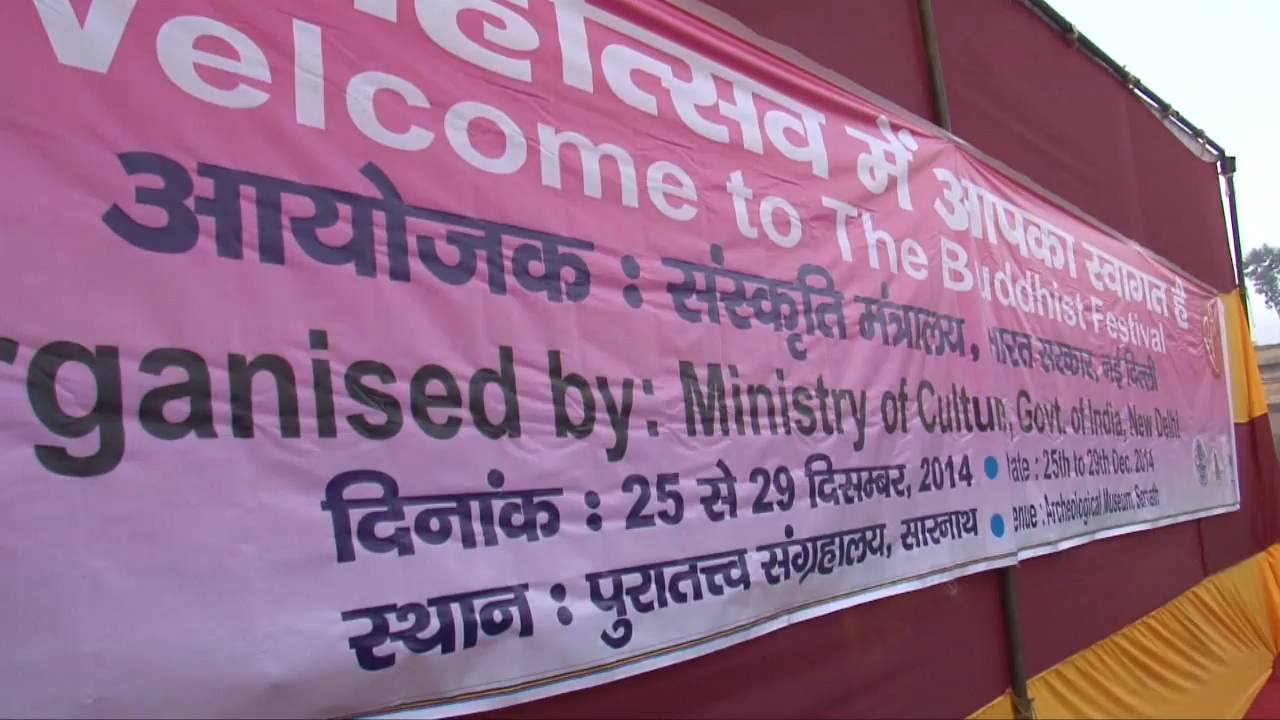 होत्सव में आपका स्वागत है
Welcome to The Buddhist Festival
आयोजक : संस्कृति मंत्रालय, भारत सरकार, नई दिल्ली
rganised by: Ministry of Cultur, Govt. of India, New Delhi
दिनांक : 25 से 29 दिसम्बर, 2014 • ate : 25th to 29th Dec. 2014
स्थान : पुरातत्त्व संग्रहालय, सारनाथ • enue : Archeological Museum,